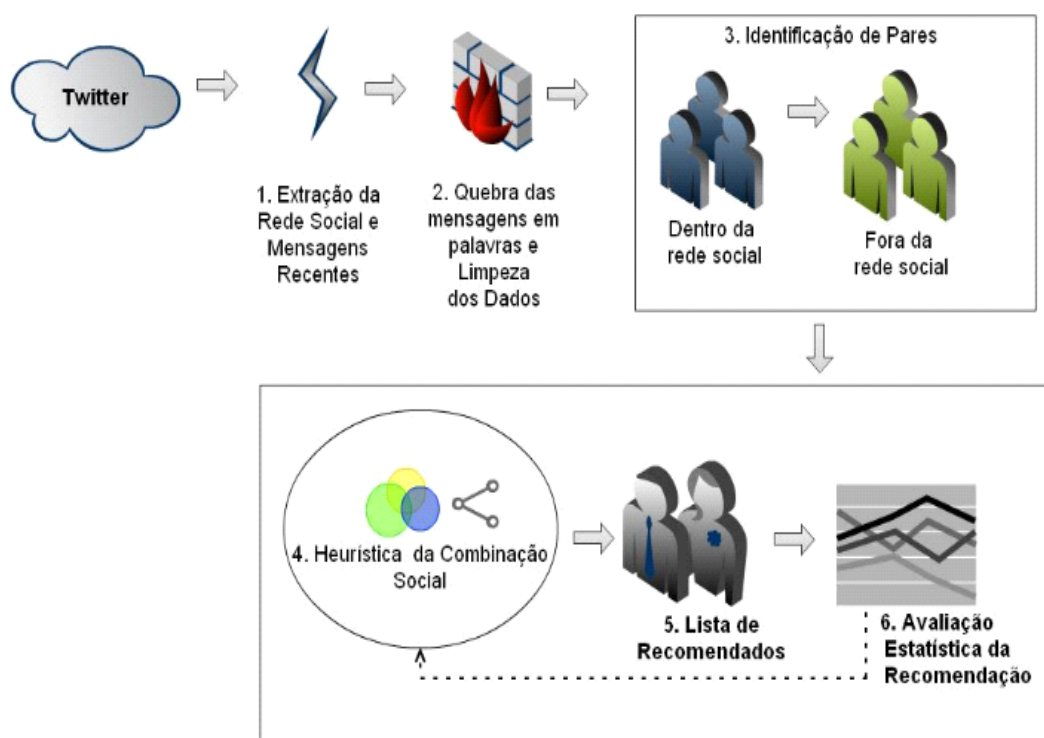 Twitter
1. Extração da
Rede Social e
Mensagens
Recentes
2. Quebra das
mensagens em
palavras e
Limpeza
dos Dados
3. Identificação de Pares
Dentro da
rede social
Fora da
rede social
4. Heurística da Combinação
Social
5. Lista de
Recomendados
6. Avaliação
Estatística da
Recomendação